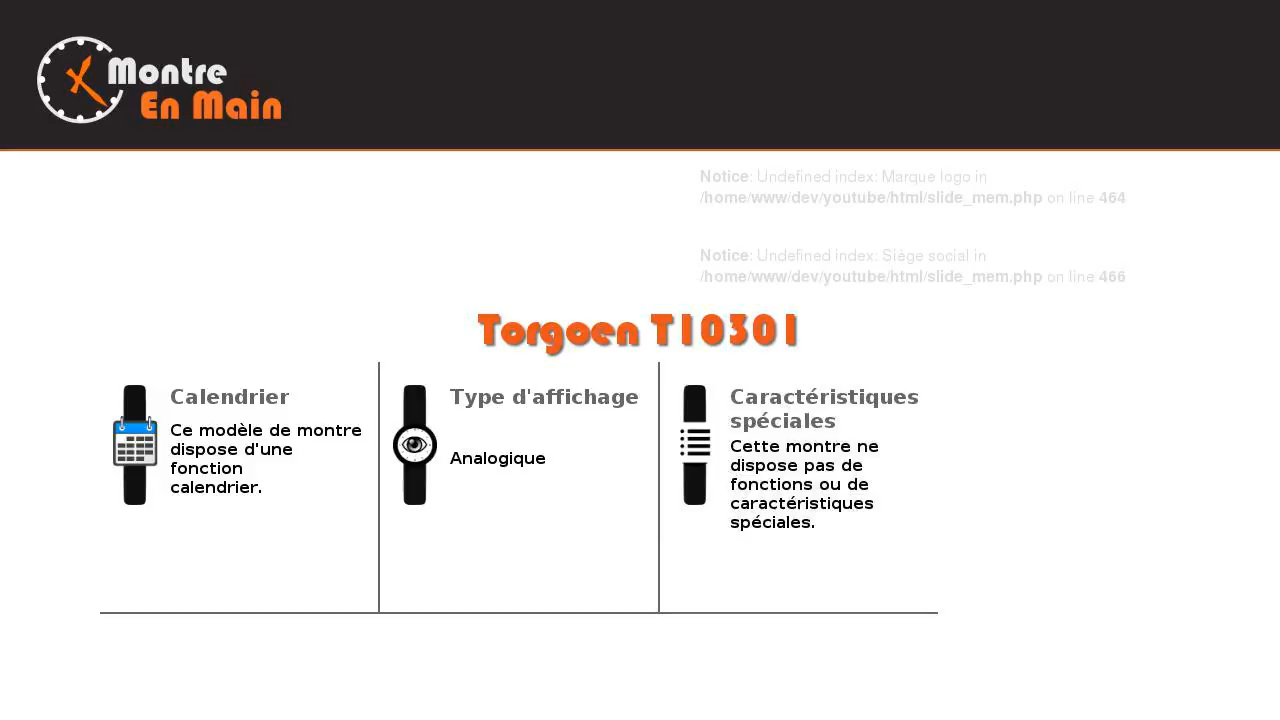 Montre
En Main
Notice: Undefined index: Marque logo in
/home/www/dev/youtube/html/slide_mem.php on line 464
Notice: Undefined index: Siège social in
/home/www/dev/youtube/html/slide_mem.php on line 466
Torgoen T10301
Calendrier
Ce modèle de montre
dispose d'une
fonction
calendrier.
Type d'affichage
Analogique
Caractéristiques
spéciales
Cette montre ne
dispose pas de
fonctions ou de
caractéristiques
spéciales.